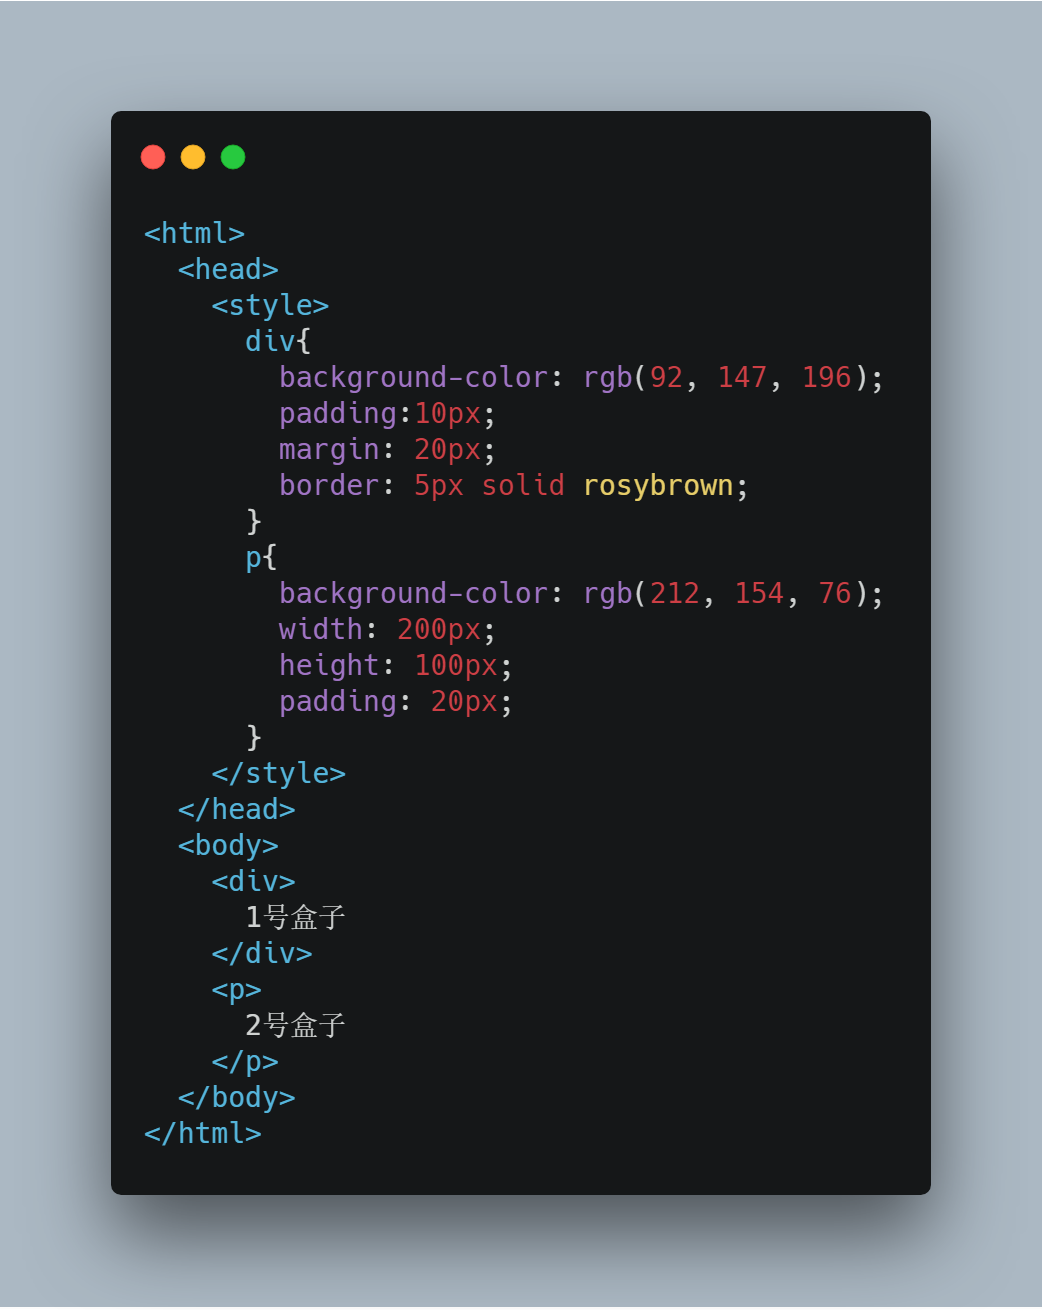 <html>
  <head>
    <style>
      div{
        background-color: rgb(92, 147, 196);
        padding:10px;
        margin: 20px;
        border: 5px solid rosybrown;
      }
      p{
        background-color: rgb(212, 154, 76);
        width: 200px;
        height: 100px;
        padding: 20px;
      }
    </style>
  </head>
  <body>
    <div>
      1号盒子
    </div>
    <p>
      2号盒子
    </p>
  </body>
</html>